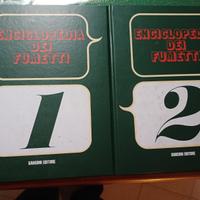 ENCICLOPEDIA
DEI
FUMETTI
1
SANSONI EDITORE
ENCICLOPEDIA
DEI
FUMETTI
2
SANSONI EDITORE